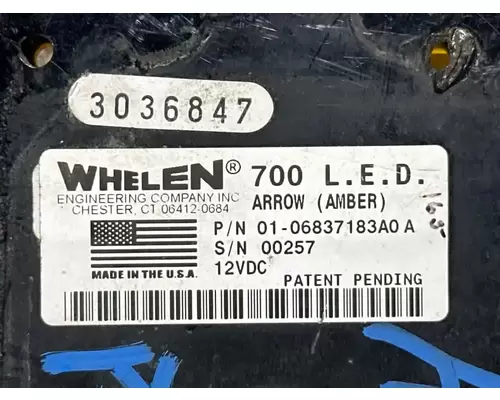 3036847
WHELEN® 700 L.E.D.
ENGINEERING COMPANY INC
CHESTER, CT 06412-0684
ARROW (AMBER)
P/N 01-06837183A0 A
S/N 00257
12VDC
MADE IN THE U.S.A.
PATENT PENDING